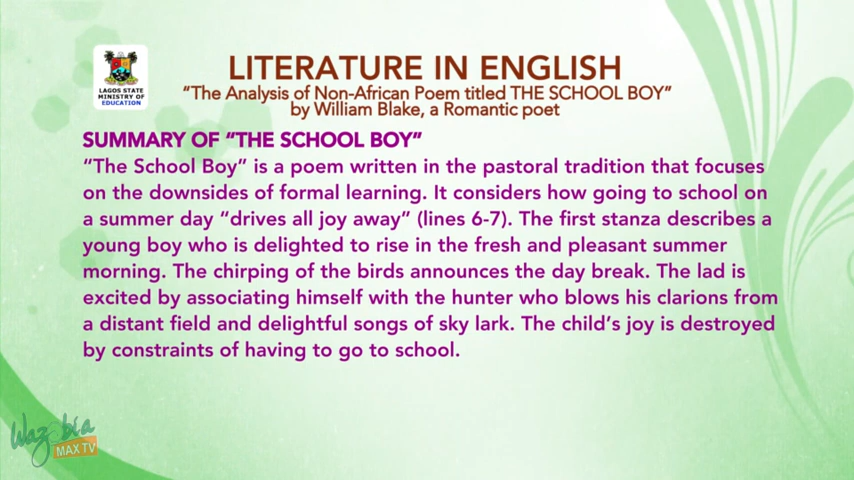 LAGOS STATE
MINISTRY OF
EDUCATION
LITERATURE IN ENGLISH
“The Analysis of Non-African Poem titled THE SCHOOL BOY”
by William Blake, a Romantic poet
SUMMARY OF “THE SCHOOL BOY”
“The School Boy” is a poem written in the pastoral tradition that focuses
on the downsides of formal learning. It considers how going to school on
a summer day “drives all joy away” (lines 6-7). The first stanza describes a
young boy who is delighted to rise in the fresh and pleasant summer
morning. The chirping of the birds announces the day break. The lad is
excited by associating himself with the hunter who blows his clarions from
a distant field and delightful songs of sky lark. The child’s joy is destroyed
by constraints of having to go to school.
Wazobia
MAX TV